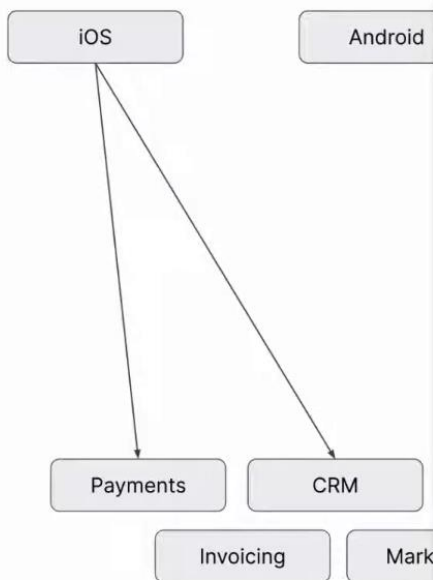 iOS
Android
Payments
CRM
Invoicing
Mark